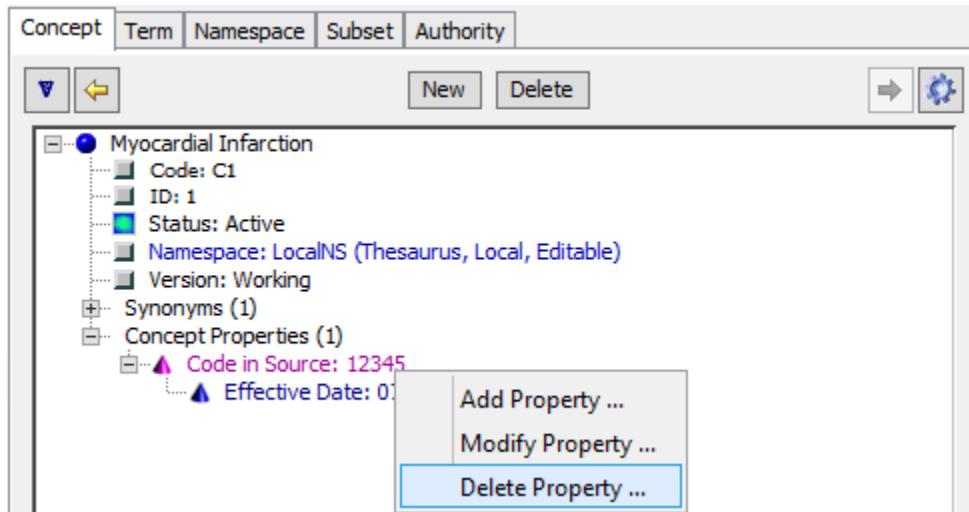 Concept Term Namespace Subset Authority
New Delete
Myocardial Infarction
Code: C1
ID: 1
Status: Active
Namespace: LocalNS (Thesaurus, Local, Editable)
Version: Working
Synonyms (1)
Concept Properties (1)
Code in Source: 12345
Effective Date:
Add Property ...
Modify Property ...
Delete Property ...